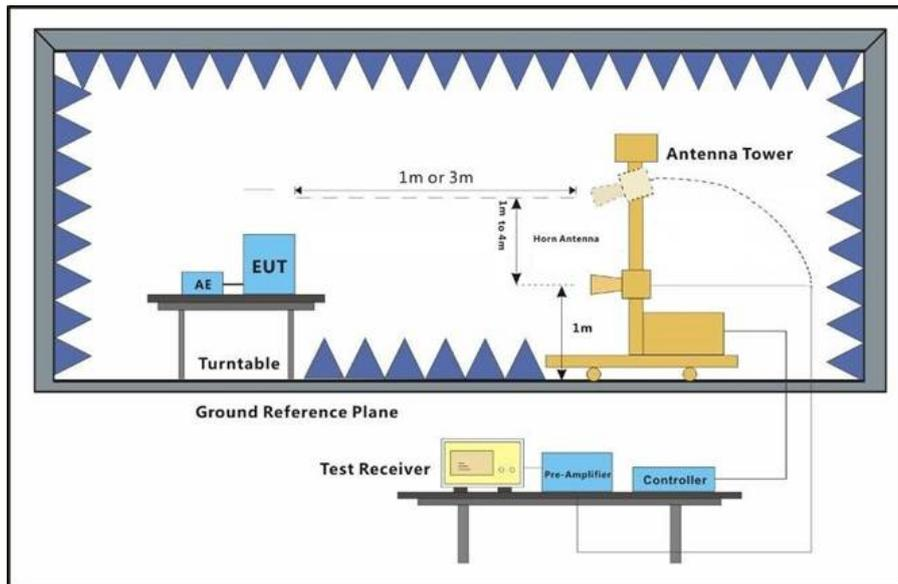 Antenna Tower
1m or 3m
1m to 4m
Horn Antenna
EUT
AE
1m
Turntable
Ground Reference Plane
Test Receiver
Pre-Amplifier
Controller